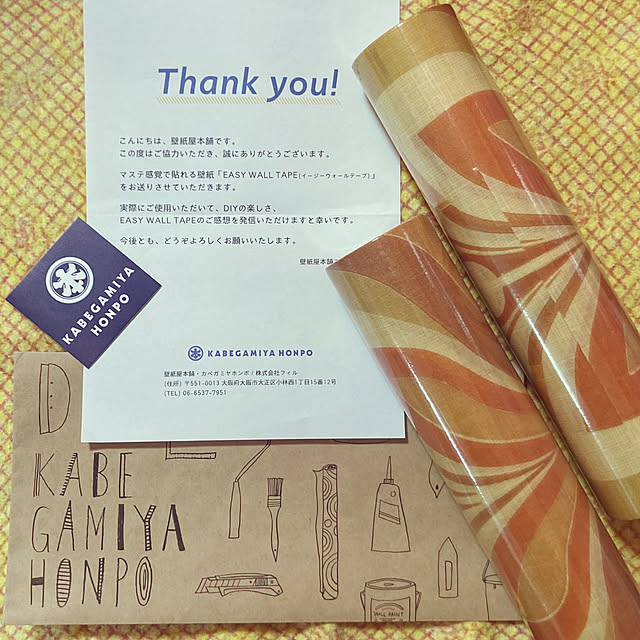 Thank you!
こんにちは、壁紙屋本舗です。
この度はご協力いただき、誠にありがとうございます。
マステ感覚で貼れる壁紙「EASY WALL TAPE(イージーウォールテープ)」
をお送りさせていただきます。
実際にご使用いただいて、DIYの楽しさ、
EASY WALL TAPEのご感想を発信いただけますと幸いです。
今後とも、どうぞよろしくお願いいたします。
壁紙屋本舗
KABEGAMIYA HONPO
壁紙屋本舗・カベガミヤホンポ / 株式会社フィル
(住所) 〒551-0013 大阪府大阪市大正区小林西1丁目15番12号
(TEL) 06-6537-7951
KABEGAMIYA
HONPO
D
KABE
GAMIYA
HONPO
WALL PAINT